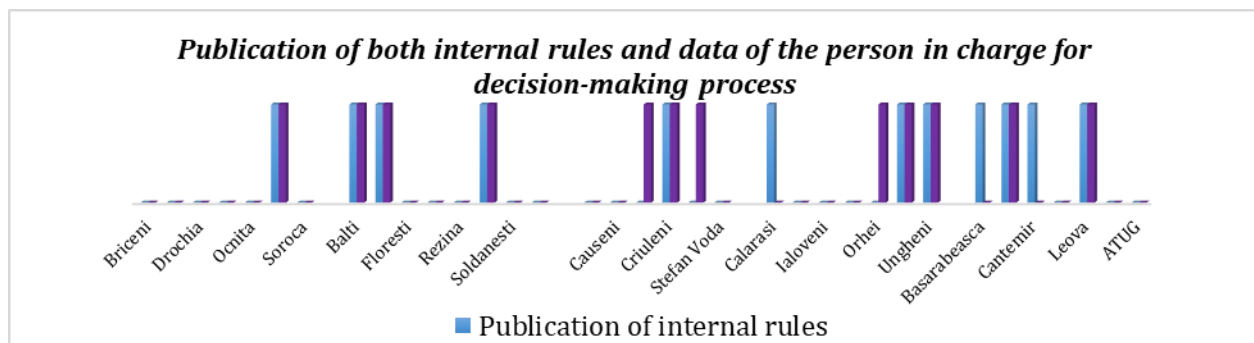 Publication of both internal rules and data of the person in charge for
decision-making process
Briceni
Drochia
Ocnita
Soroca
Balti
Floresti
Rezina
Soldanesti
Causeni
Criuleni
Stefan Voda
Calarasi
Ialoveni
Orhei
Ungheni
Basarabeasca
Cantemir
Leova
ATUG
Publication of internal rules